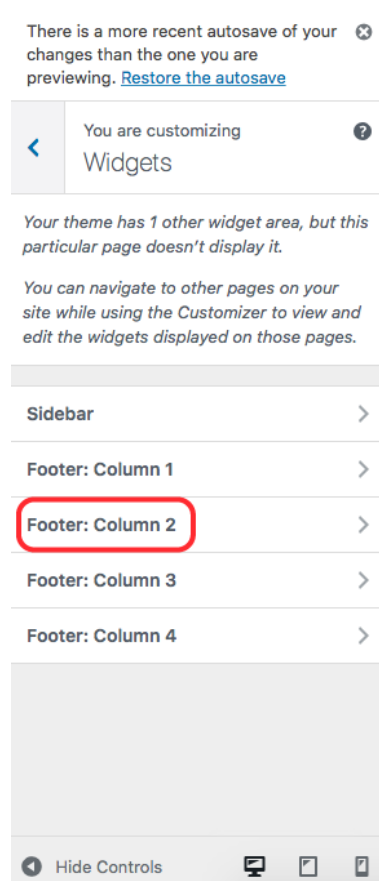 There is a more recent autosave of your
changes than the one you are
previewing. Restore the autosave
You are customizing
Widgets
Your theme has 1 other widget area, but this
particular page doesn't display it.
You can navigate to other pages on your
site while using the Customizer to view and
edit the widgets displayed on those pages.
Sidebar
Footer: Column 1
Footer: Column 2
Footer: Column 3
Footer: Column 4
Hide Controls